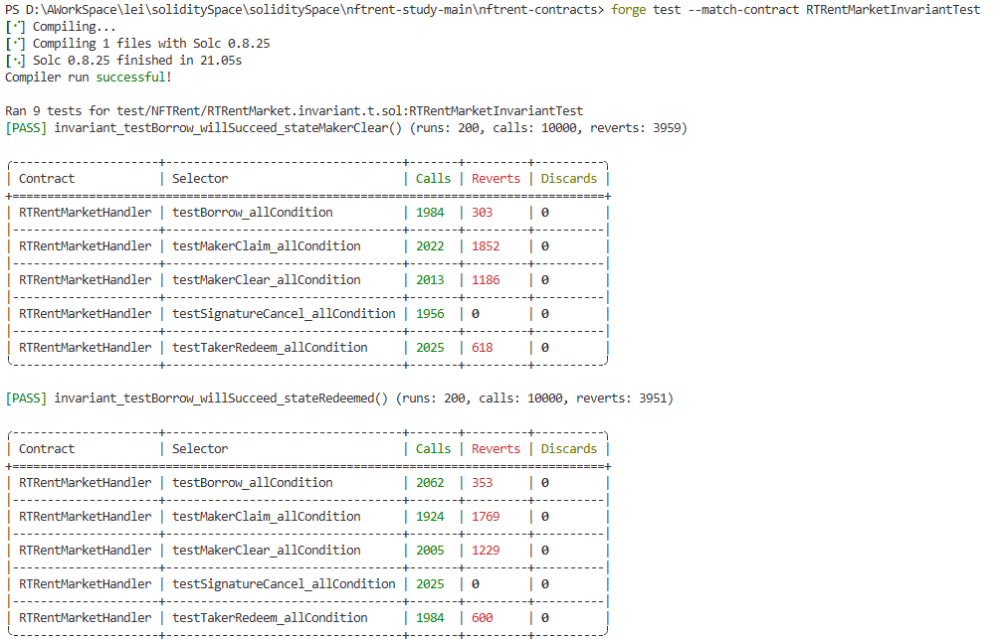 PS D:\AWorkSpace\lei\soliditySpace\soliditySpace\nftrent-study-main\nftrent-contracts> forge test --match-contract RTRentMarketInvariantTest
[⠊] Compiling...
[⠊] Compiling 1 files with Solc 0.8.25
[⠢] Solc 0.8.25 finished in 21.05s
Compiler run successful!
Ran 9 tests for test/NFTRent/RTRentMarket.invariant.t.sol:RTRentMarketInvariantTest
[PASS] invariant_testBorrow_willSucceed_stateMakerClear() (runs: 200, calls: 10000, reverts: 3959)
| Contract | Selector | Calls | Reverts | Discards |
| RTRentMarketHandler | testBorrow_allCondition | 1984 | 303 | 0 |
| RTRentMarketHandler | testMakerClaim_allCondition | 2022 | 1852 | 0 |
| RTRentMarketHandler | testMakerClear_allCondition | 2013 | 1186 | 0 |
| RTRentMarketHandler | testSignatureCancel_allCondition | 1956 | 0 | 0 |
| RTRentMarketHandler | testTakerRedeem_allCondition | 2025 | 618 | 0 |
[PASS] invariant_testBorrow_willSucceed_stateRedeemed() (runs: 200, calls: 10000, reverts: 3951)
| Contract | Selector | Calls | Reverts | Discards |
| RTRentMarketHandler | testBorrow_allCondition | 2062 | 353 | 0 |
| RTRentMarketHandler | testMakerClaim_allCondition | 1924 | 1769 | 0 |
| RTRentMarketHandler | testMakerClear_allCondition | 2005 | 1229 | 0 |
| RTRentMarketHandler | testSignatureCancel_allCondition | 2025 | 0 | 0 |
| RTRentMarketHandler | testTakerRedeem_allCondition | 1984 | 600 | 0 |